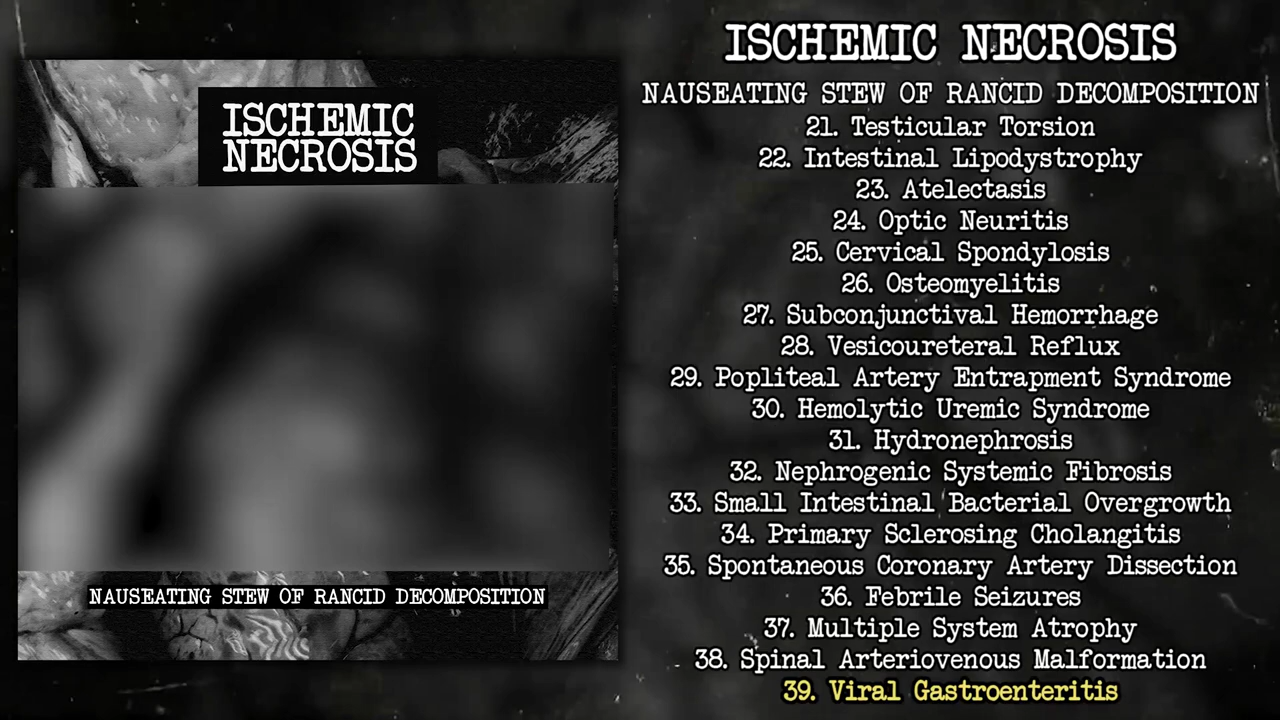 ISCHEMIC
NECROSIS
NAUSEATING STEW OF RANCID DECOMPOSITION
ISCHEMIC NECROSIS
NAUSEATING STEW OF RANCID DECOMPOSITION
21. Testicular Torsion
22. Intestinal Lipodystrophy
23. Atelectasis
24. Optic Neuritis
25. Cervical Spondylosis
26. Osteomyelitis
27. Subconjunctival Hemorrhage
28. Vesicoureteral Reflux
29. Popliteal Artery Entrapment Syndrome
30. Hemolytic Uremic Syndrome
31. Hydronephrosis
32. Nephrogenic Systemic Fibrosis
33. Small Intestinal Bacterial Overgrowth
34. Primary Sclerosing Cholangitis
35. Spontaneous Coronary Artery Dissection
36. Febrile Seizures
37. Multiple System Atrophy
38. Spinal Arteriovenous Malformation
39. Viral Gastroenteritis